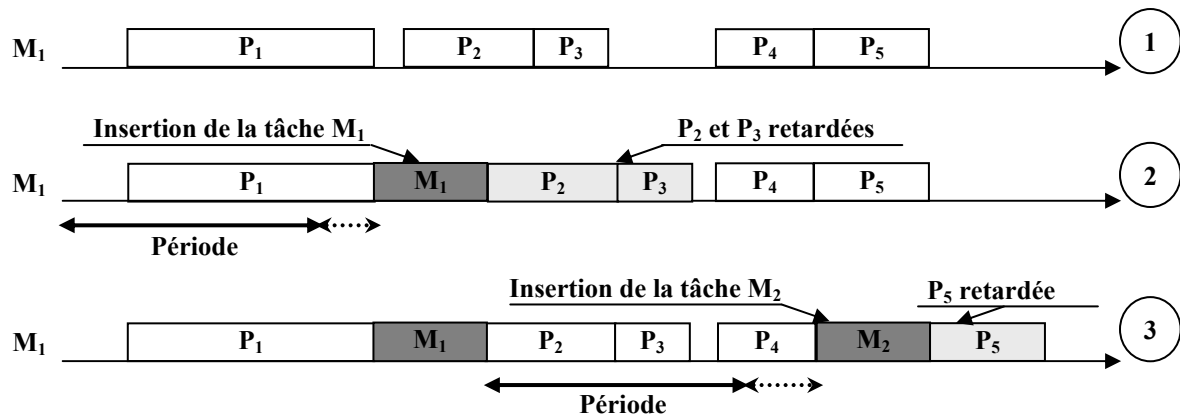 M₁ P₁ P₂ P₃ P₄ P₅ 1
Insertion de la tâche M₁ P₂ et P₃ retardées
M₁ P₁ M₁ P₂ P₃ P₄ P₅ 2
Période
Insertion de la tâche M₂ P₅ retardée
M₁ P₁ M₁ P₂ P₃ P₄ M₂ P₅ 3
Période